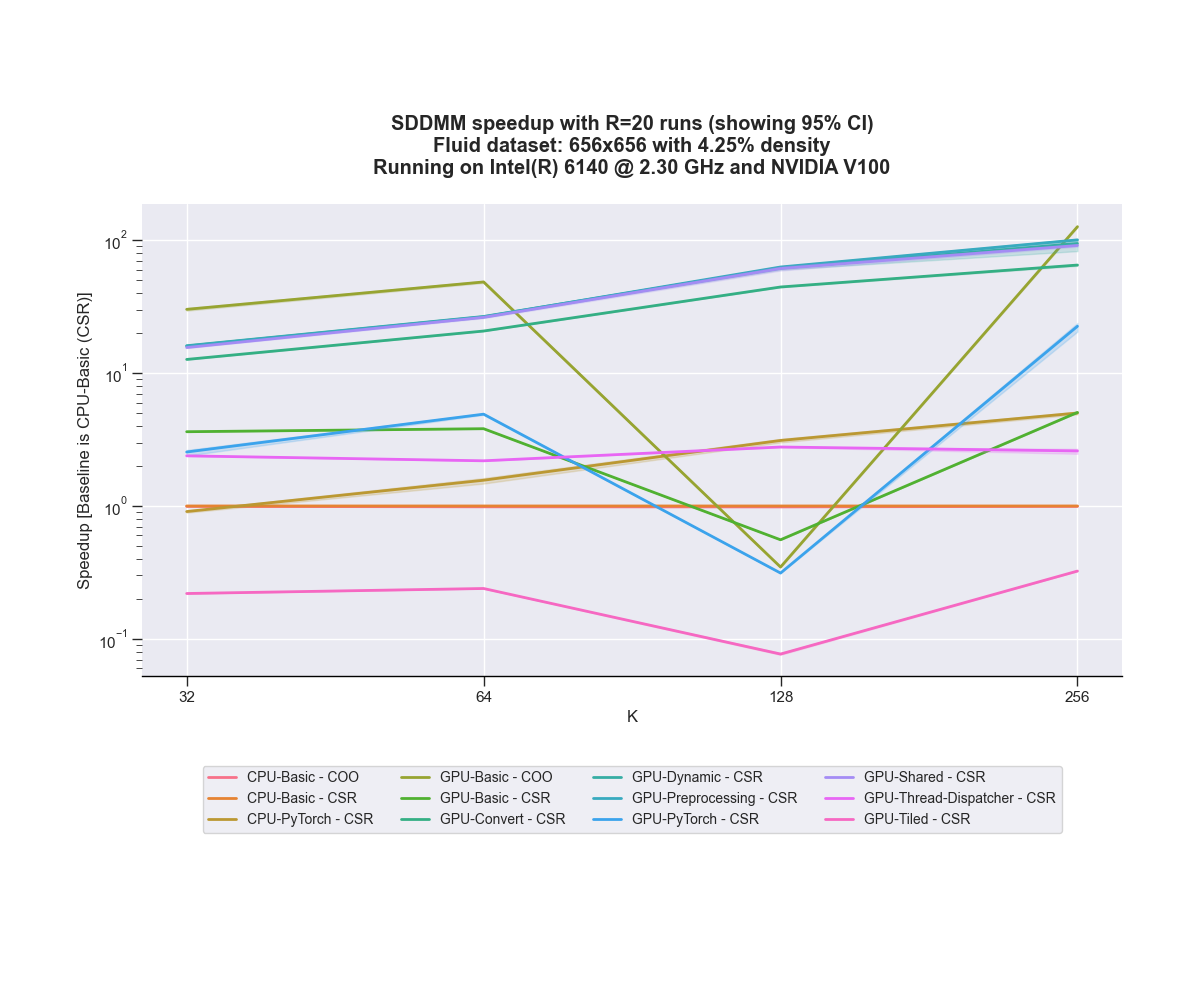 SDDMM speedup with R=20 runs (showing 95% CI)
Fluid dataset: 656x656 with 4.25% density
Running on Intel(R) 6140 @ 2.30 GHz and NVIDIA V100
Speedup [Baseline is CPU-Basic (CSR)]
10^2
10^1
10^0
10^−1
32 64 128 256
K
CPU-Basic - COO GPU-Basic - COO GPU-Dynamic - CSR GPU-Shared - CSR
CPU-Basic - CSR GPU-Basic - CSR GPU-Preprocessing - CSR GPU-Thread-Dispatcher - CSR
CPU-PyTorch - CSR GPU-Convert - CSR GPU-PyTorch - CSR GPU-Tiled - CSR